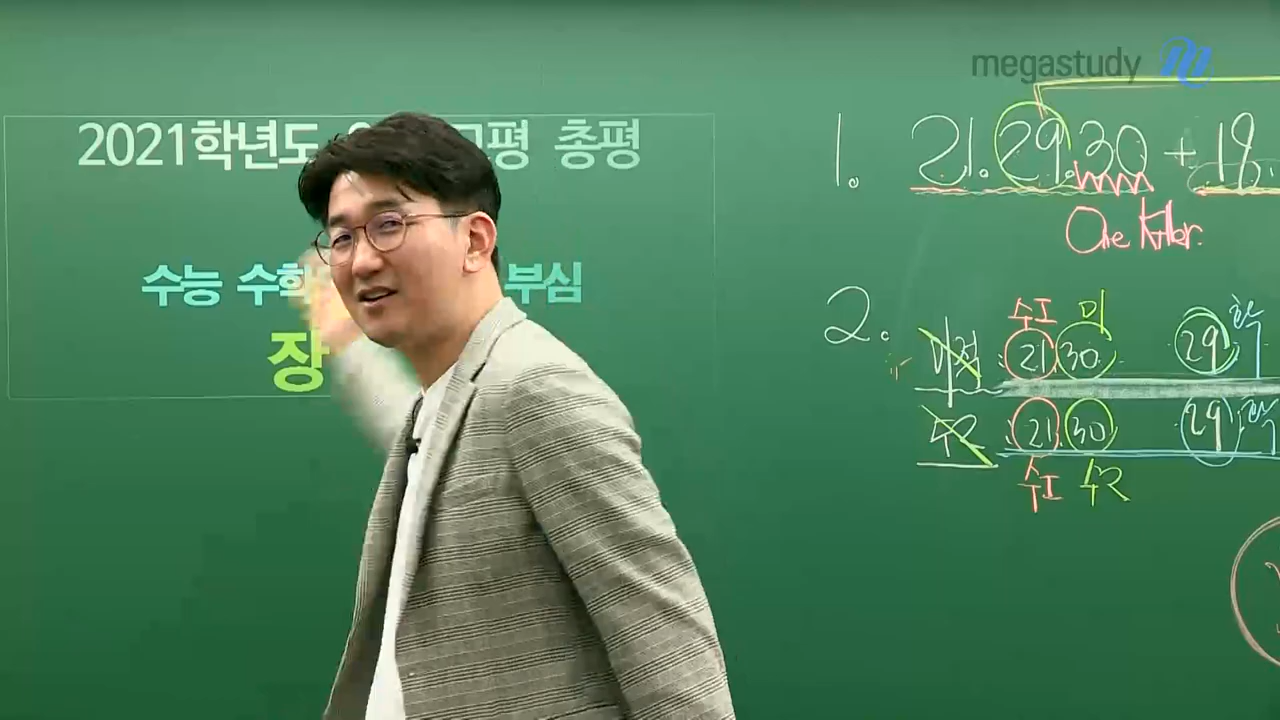 megastudy
2021학년도 모평 총평
수능 수학 부심
장
1. 21. 29. 30 + 18.
One Killer.
2.
수I 미
21 30 29
21 30 29
수I 수2